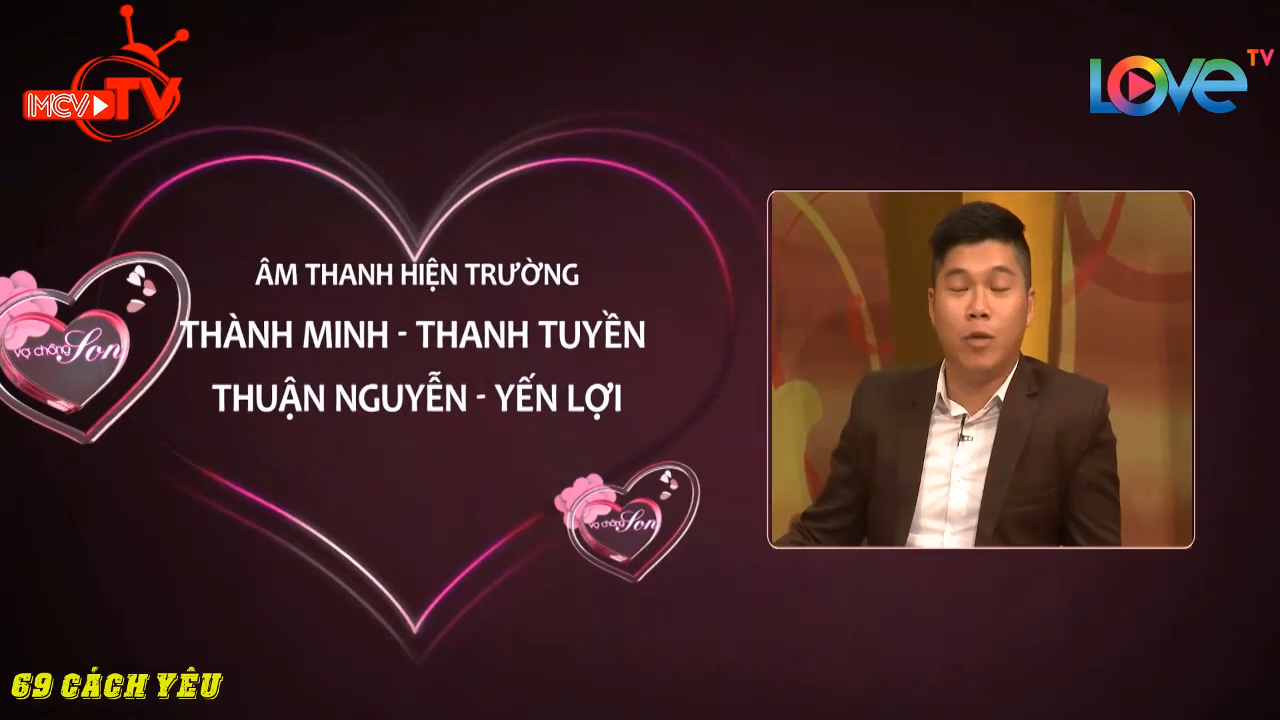 MCV TV
LOVE TV
ÂM THANH HIỆN TRƯỜNG
THÀNH MINH - THANH TUYỀN
THUẬN NGUYỄN - YẾN LỢI
vợ chồng Son
vợ chồng Son
69 CÁCH YÊU